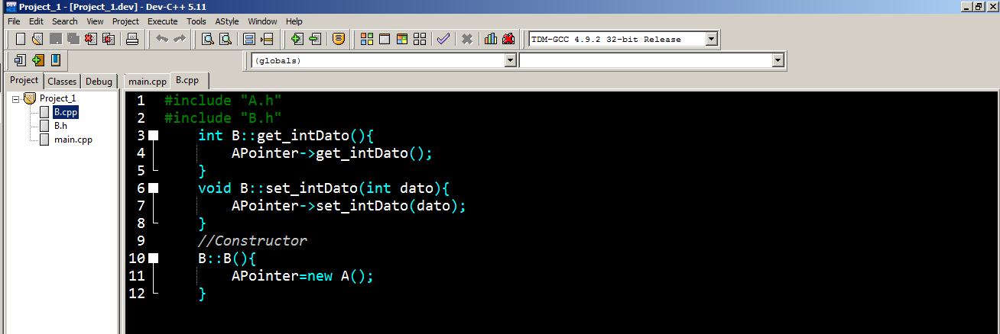 Project_1 - [Project_1.dev] - Dev-C++ 5.11
File Edit Search View Project Execute Tools AStyle Window Help
TDM-GCC 4.9.2 32-bit Release
(globals)
Project Classes Debug
main.cpp B.cpp
Project_1
B.cpp
B.h
main.cpp
1 #include "A.h"
2 #include "B.h"
3 int B::get_intDato(){
4 APointer->get_intDato();
5 }
6 void B::set_intDato(int dato){
7 APointer->set_intDato(dato);
8 }
9 //Constructor
10 B::B(){
11 APointer=new A();
12 }